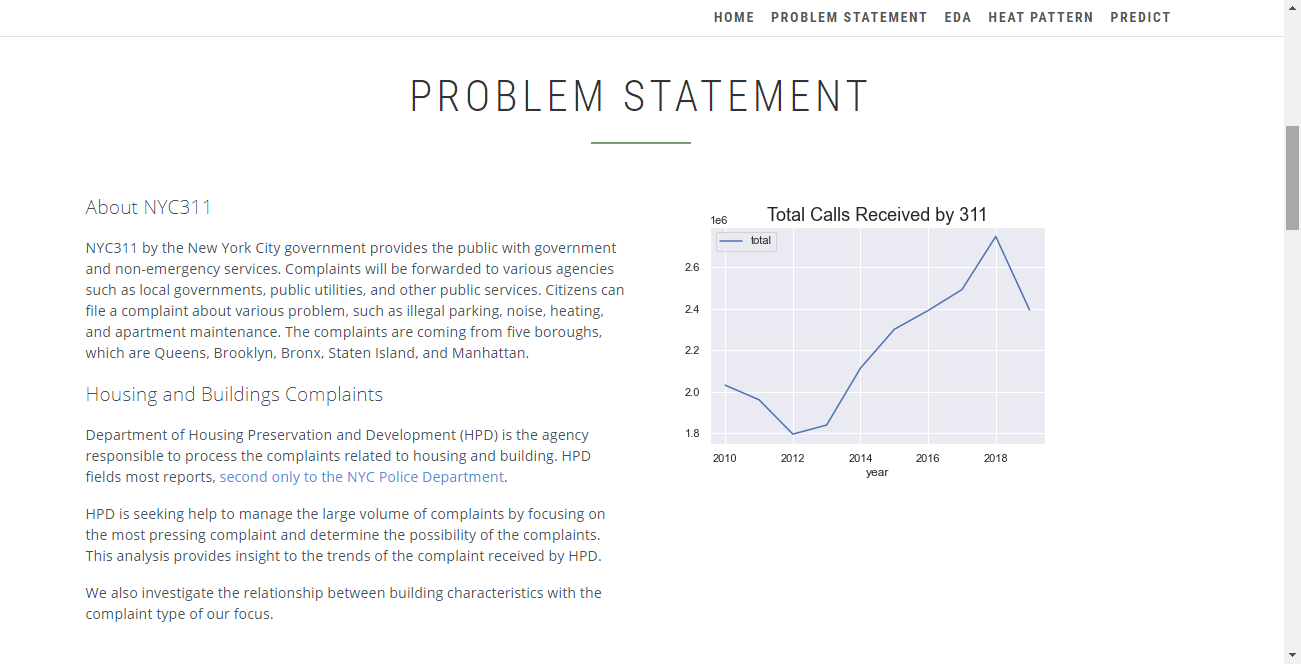 HOME PROBLEM STATEMENT EDA HEAT PATTERN PREDICT
PROBLEM STATEMENT
About NYC311
NYC311 by the New York City government provides the public with government
and non-emergency services. Complaints will be forwarded to various agencies
such as local governments, public utilities, and other public services. Citizens can
file a complaint about various problem, such as illegal parking, noise, heating,
and apartment maintenance. The complaints are coming from five boroughs,
which are Queens, Brooklyn, Bronx, Staten Island, and Manhattan.
Housing and Buildings Complaints
Department of Housing Preservation and Development (HPD) is the agency
responsible to process the complaints related to housing and building. HPD
fields most reports, second only to the NYC Police Department.
HPD is seeking help to manage the large volume of complaints by focusing on
the most pressing complaint and determine the possibility of the complaints.
This analysis provides insight to the trends of the complaint received by HPD.
We also investigate the relationship between building characteristics with the
complaint type of our focus.
Total Calls Received by 311
1e6
total
2.6
2.4
2.2
2.0
1.8
2010 2012 2014 2016 2018
year